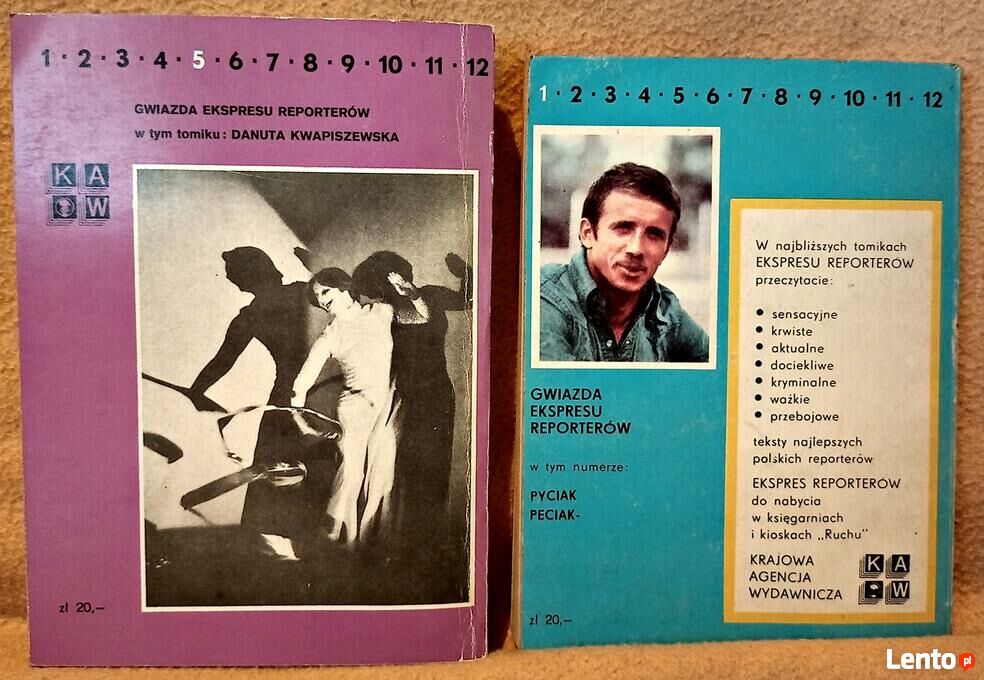 1 · 2 · 3 · 4 · 5 · 6 · 7 · 8 · 9 · 10 · 11 · 12
GWIAZDA EKSPRESU REPORTERÓW
w tym tomiku: DANUTA KWAPISZEWSKA
K A
W
zł 20,—
1 · 2 · 3 · 4 · 5 · 6 · 7 · 8 · 9 · 10 · 11 · 12
GWIAZDA
EKSPRESU
REPORTERÓW
w tym numerze:
PYCIAK
PECIAK-
zł 20,—
W najbliższych tomikach
EKSPRESU REPORTERÓW
przeczytacie:
• sensacyjne
• krwiste
• aktualne
• dociekliwe
• kryminalne
• ważkie
• przebojowe
teksty najlepszych
polskich reporterów
EKSPRES REPORTERÓW
do nabycia
w księgarniach
i kioskach „Ruchu"
KRAJOWA
AGENCJA
WYDAWNICZA
K A
W
Lento pl